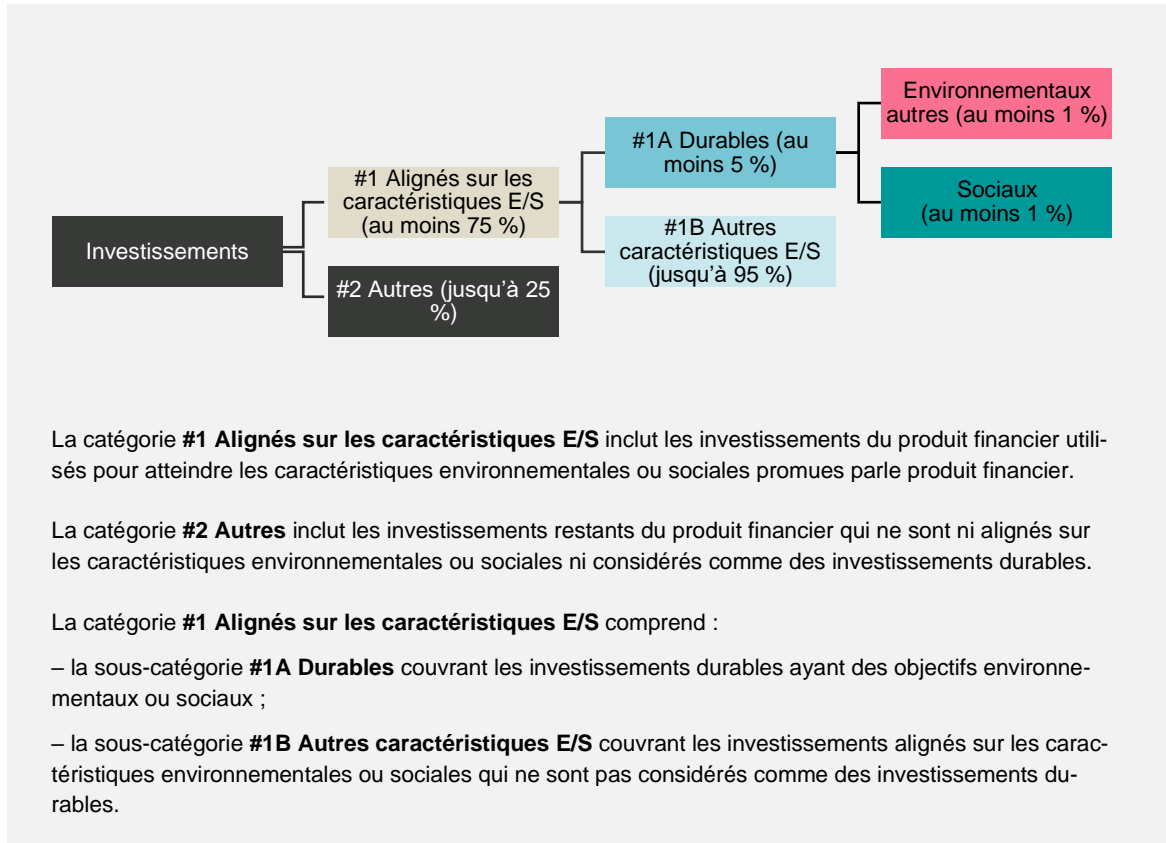 Environnementaux
autres (au moins 1 %)
#1A Durables (au
moins 5 %)
#1 Alignés sur les
caractéristiques E/S
(au moins 75 %)
Sociaux
(au moins 1 %)
Investissements
#1B Autres
caractéristiques E/S
(jusqu’à 95 %)
#2 Autres (jusqu’à 25
%)
La catégorie #1 Alignés sur les caractéristiques E/S inclut les investissements du produit financier utili-
sés pour atteindre les caractéristiques environnementales ou sociales promues parle produit financier.
La catégorie #2 Autres inclut les investissements restants du produit financier qui ne sont ni alignés sur
les caractéristiques environnementales ou sociales ni considérés comme des investissements durables.
La catégorie #1 Alignés sur les caractéristiques E/S comprend :
– la sous-catégorie #1A Durables couvrant les investissements durables ayant des objectifs environne-
mentaux ou sociaux ;
– la sous-catégorie #1B Autres caractéristiques E/S couvrant les investissements alignés sur les carac-
téristiques environnementales ou sociales qui ne sont pas considérés comme des investissements du-
rables.